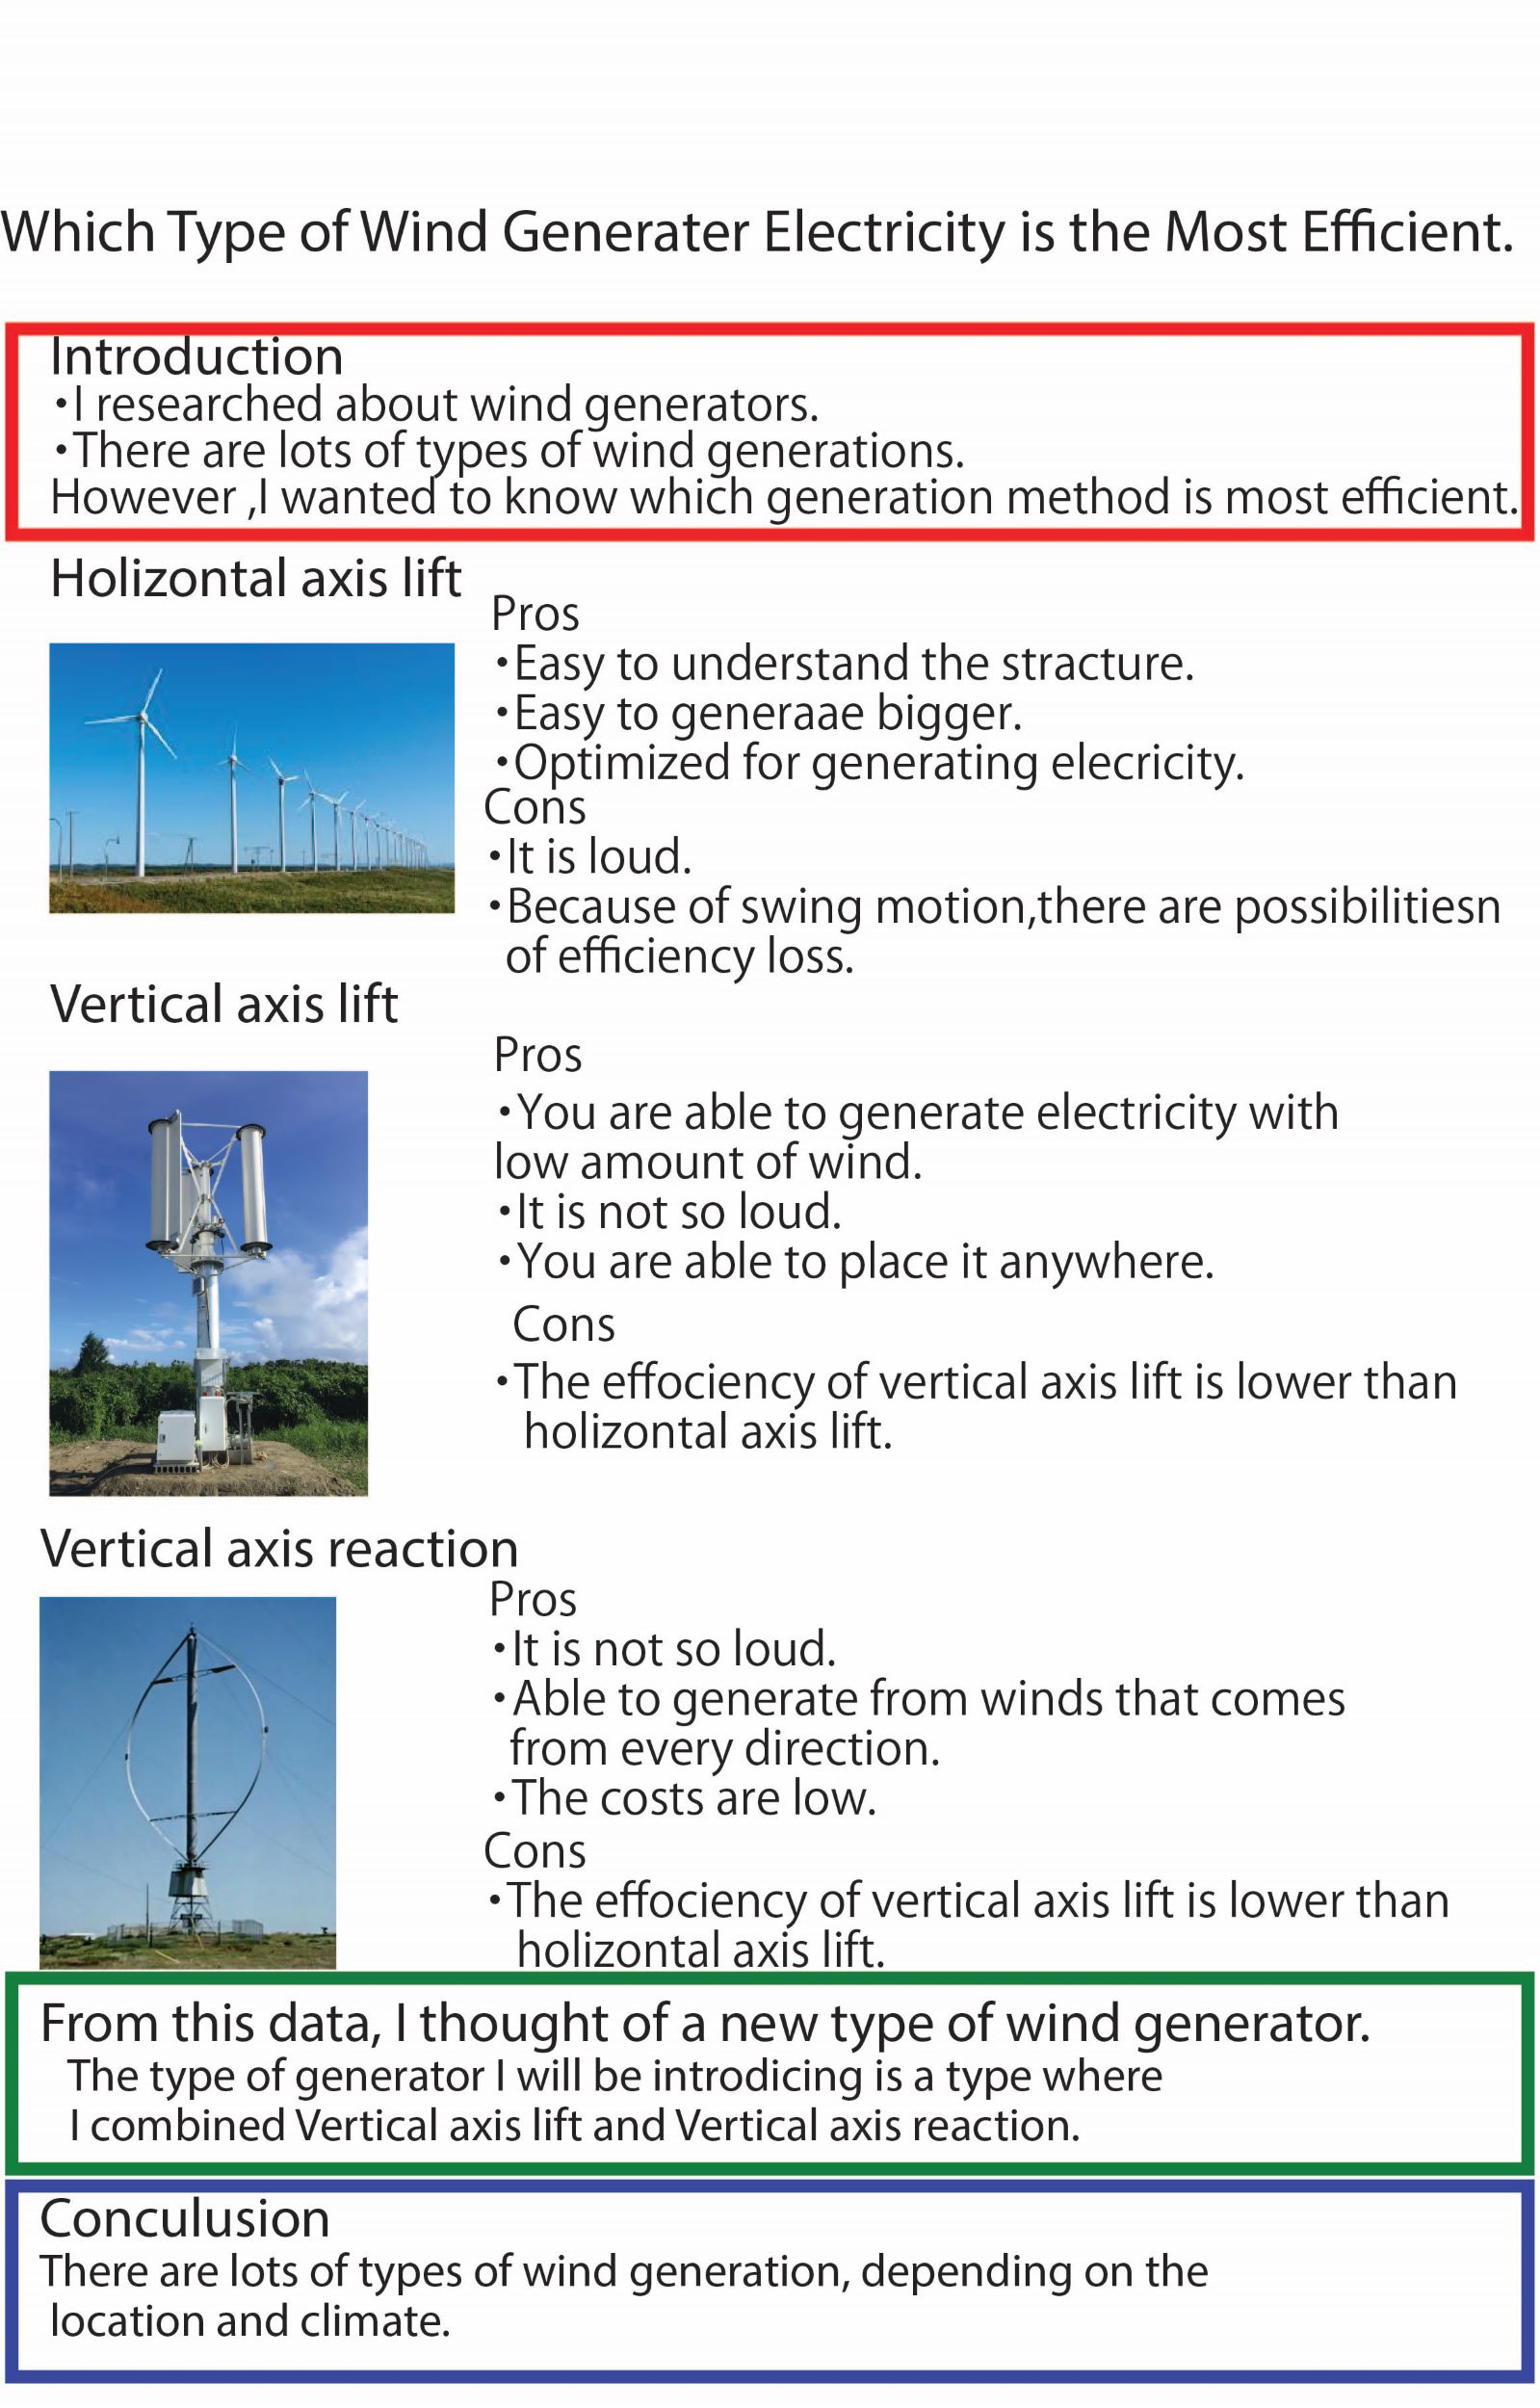 Which Type of Wind Generater Electricity is the Most Efficient.
Introduction
・I researched about wind generators.
・There are lots of types of wind generations.
However ,I wanted to know which generation method is most efficient.
Holizontal axis lift
Pros
・Easy to understand the stracture.
・Easy to generaae bigger.
・Optimized for generating elecricity.
Cons
・It is loud.
・Because of swing motion,there are possibilitiesn
of efficiency loss.
Vertical axis lift
Pros
・You are able to generate electricity with
low amount of wind.
・It is not so loud.
・You are able to place it anywhere.
Cons
・The effociency of vertical axis lift is lower than
holizontal axis lift.
Vertical axis reaction
Pros
・It is not so loud.
・Able to generate from winds that comes
from every direction.
・The costs are low.
Cons
・The effociency of vertical axis lift is lower than
holizontal axis lift.
From this data, I thought of a new type of wind generator.
The type of generator I will be introdicing is a type where
I combined Vertical axis lift and Vertical axis reaction.
Conculusion
There are lots of types of wind generation, depending on the
location and climate.